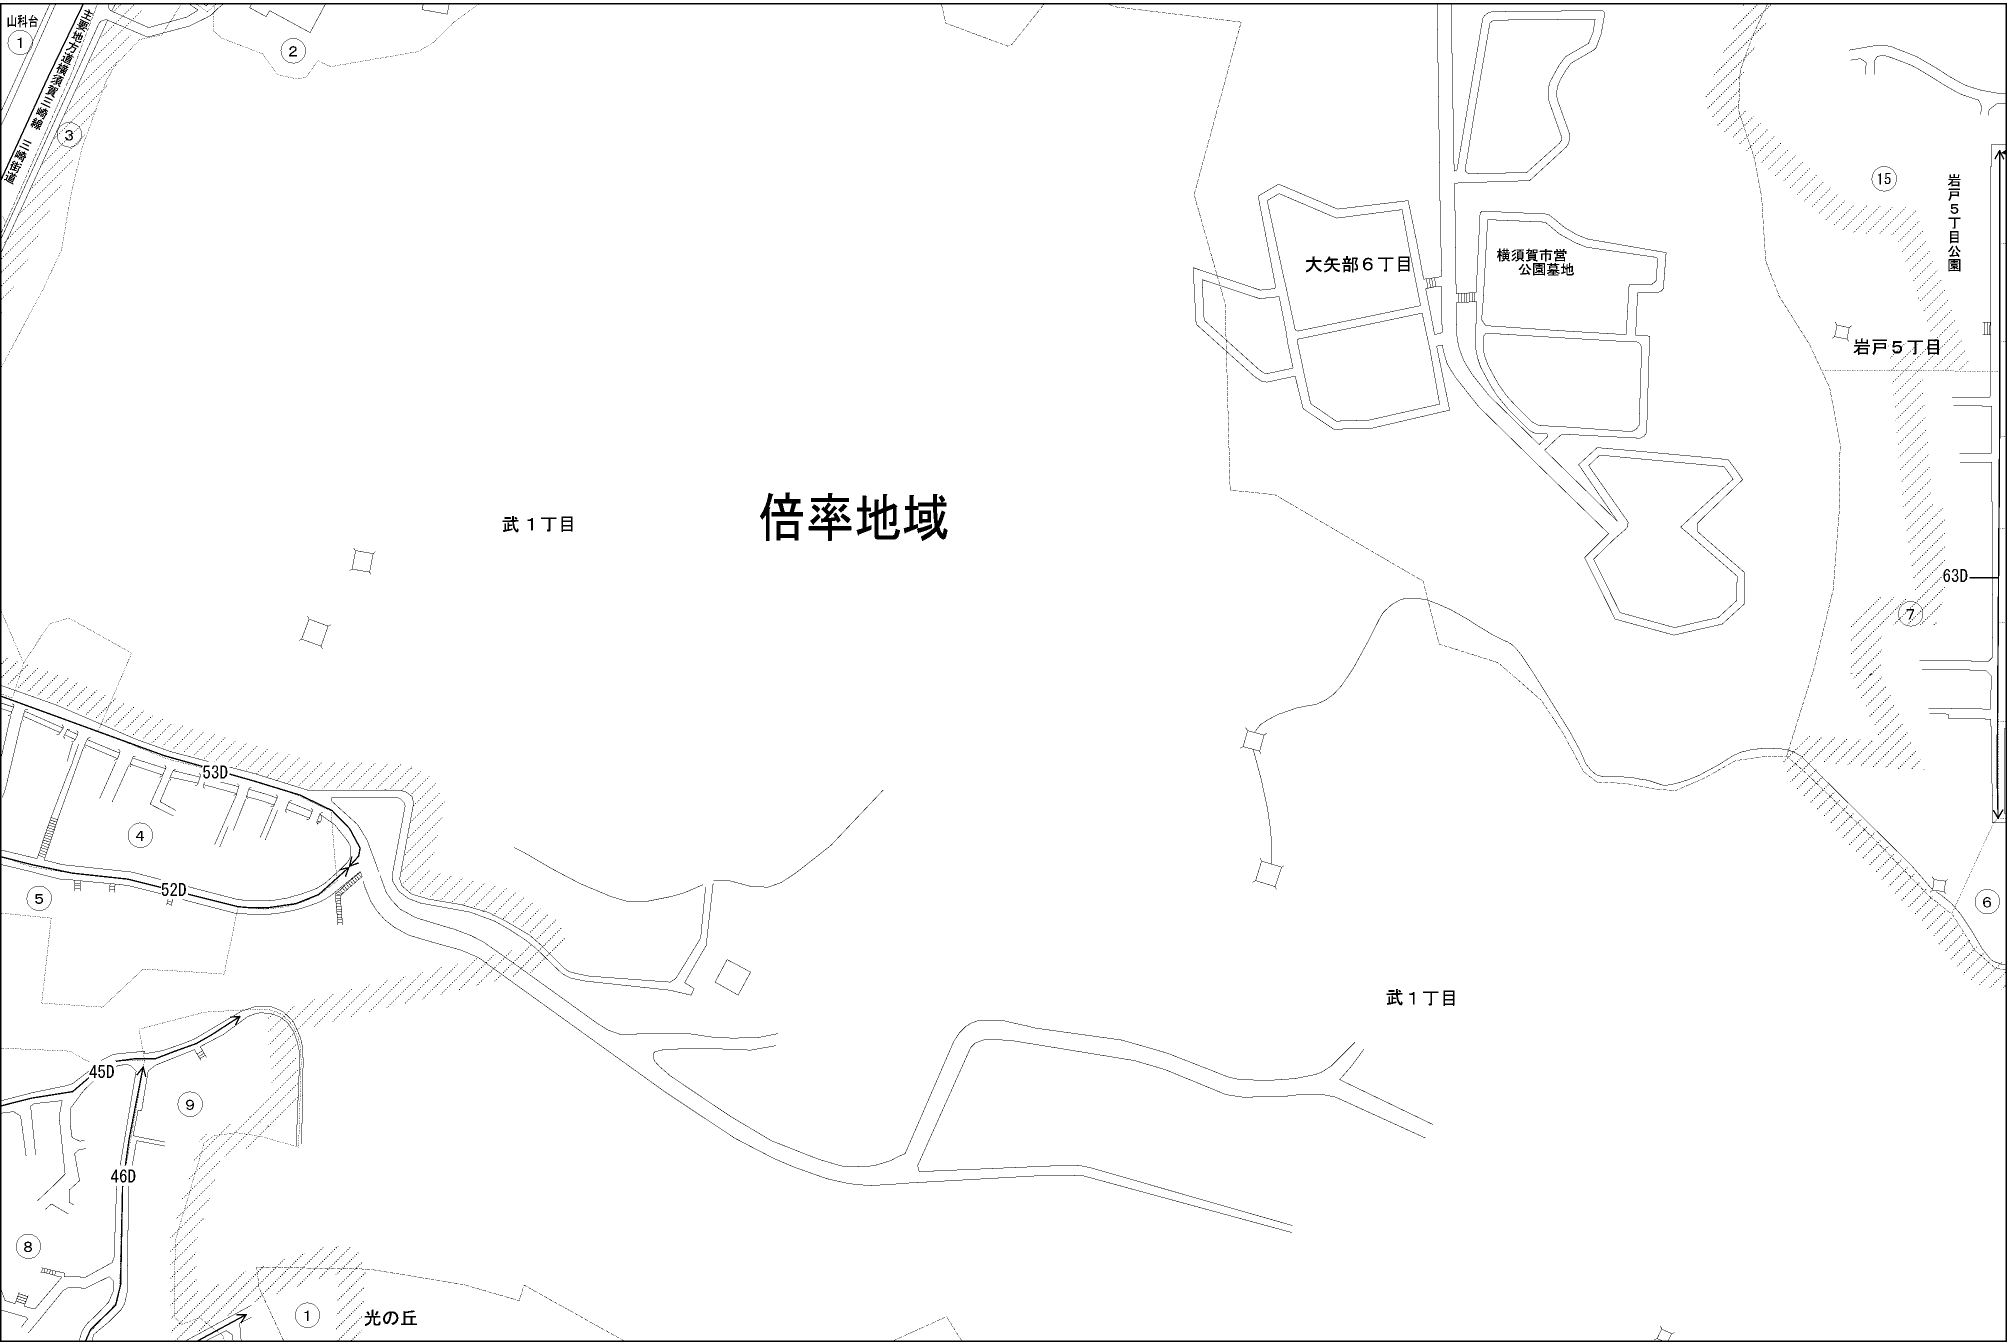 山科台
1
主要地方道横須賀三崎線 三崎街道
2
3
15
岩戸5丁目公園
大矢部6丁目
横須賀市営
公園墓地
岩戸5丁目
武1丁目
倍率地域
63D
7
53D
4
52D
5
6
武1丁目
45D
9
46D
8
1
光の丘